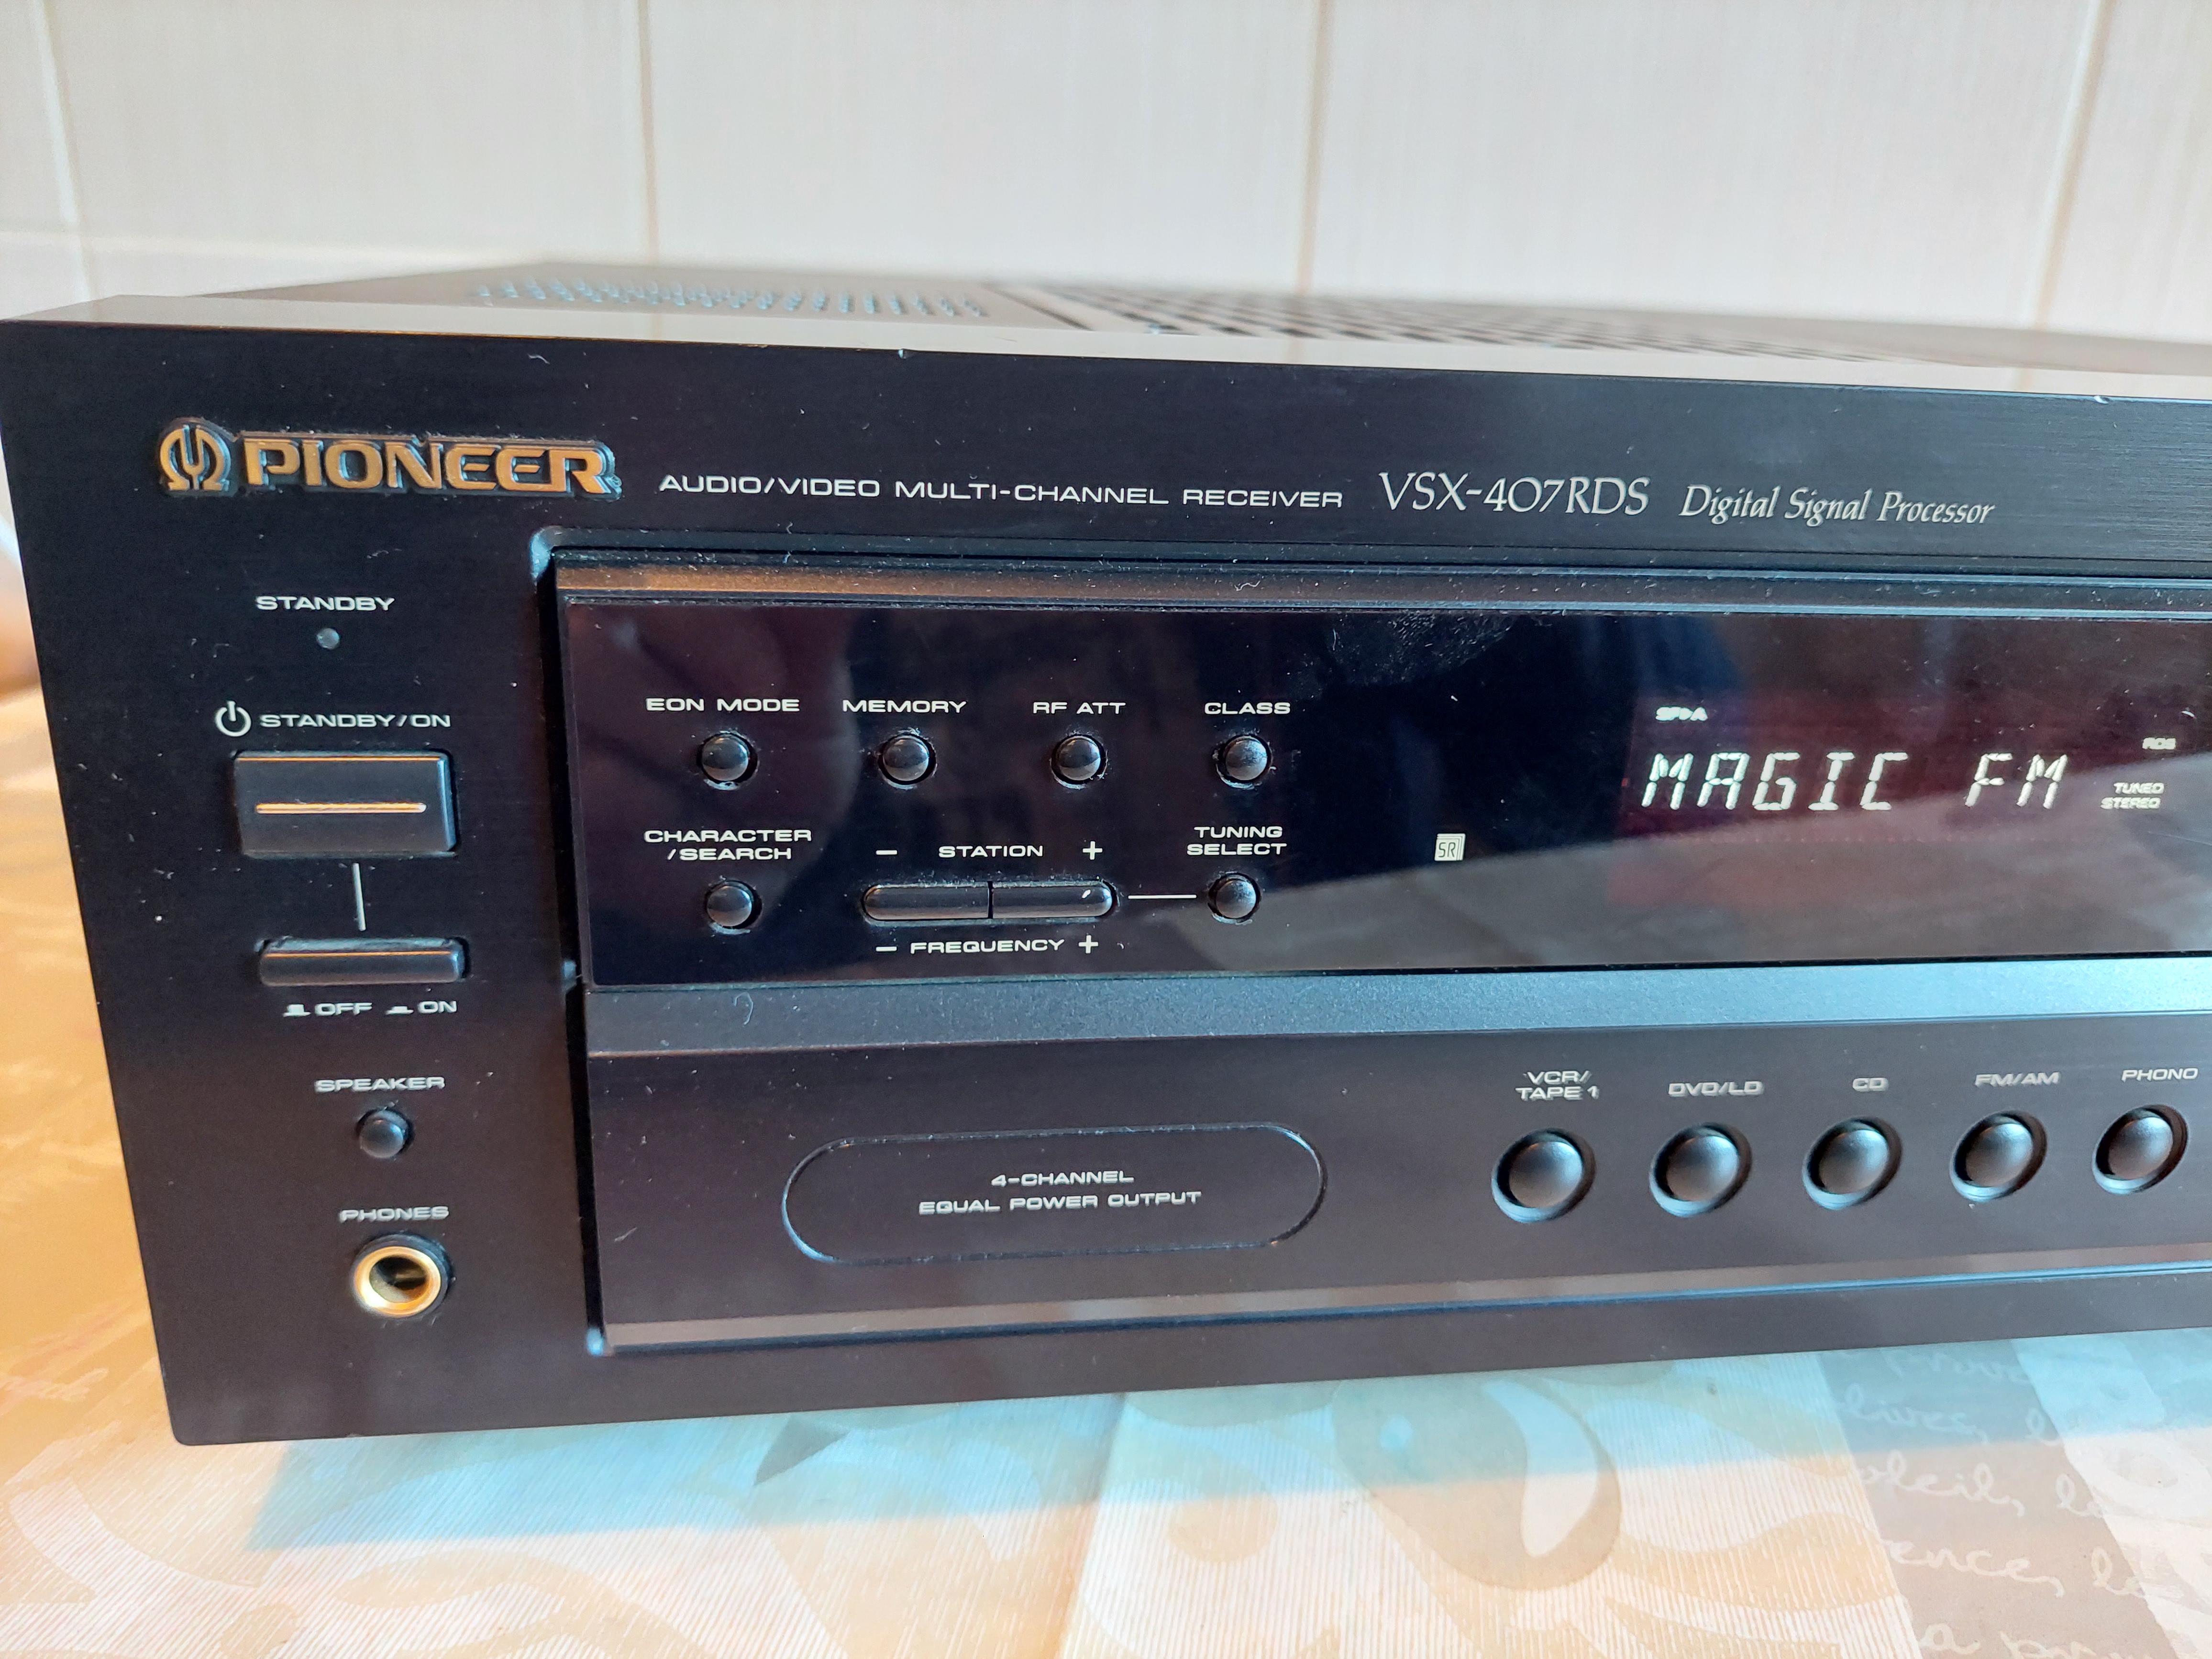 PIONEER
AUDIO/VIDEO MULTI-CHANNEL RECEIVER VSX-407RDS Digital Signal Processor
STANDBY
STANDBY/ON
OFF ON
SPEAKER
PHONES
EON MODE MEMORY RF ATT CLASS
CHARACTER
/SEARCH
– STATION +
TUNING
SELECT
– FREQUENCY +
SR
SP►A
MAGIC FM
RDS
TUNED
STEREO
4-CHANNEL
EQUAL POWER OUTPUT
VCR/
TAPE 1
DVD/LD
CD
FM/AM
PHONO